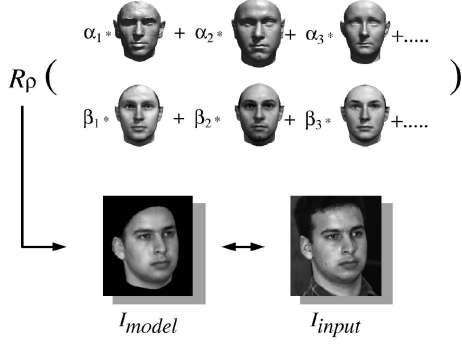 α1 * + α2 * + α3 * +.....
Rρ ( )
β1 * + β2 * + β3 * +.....
Imodel Iinput